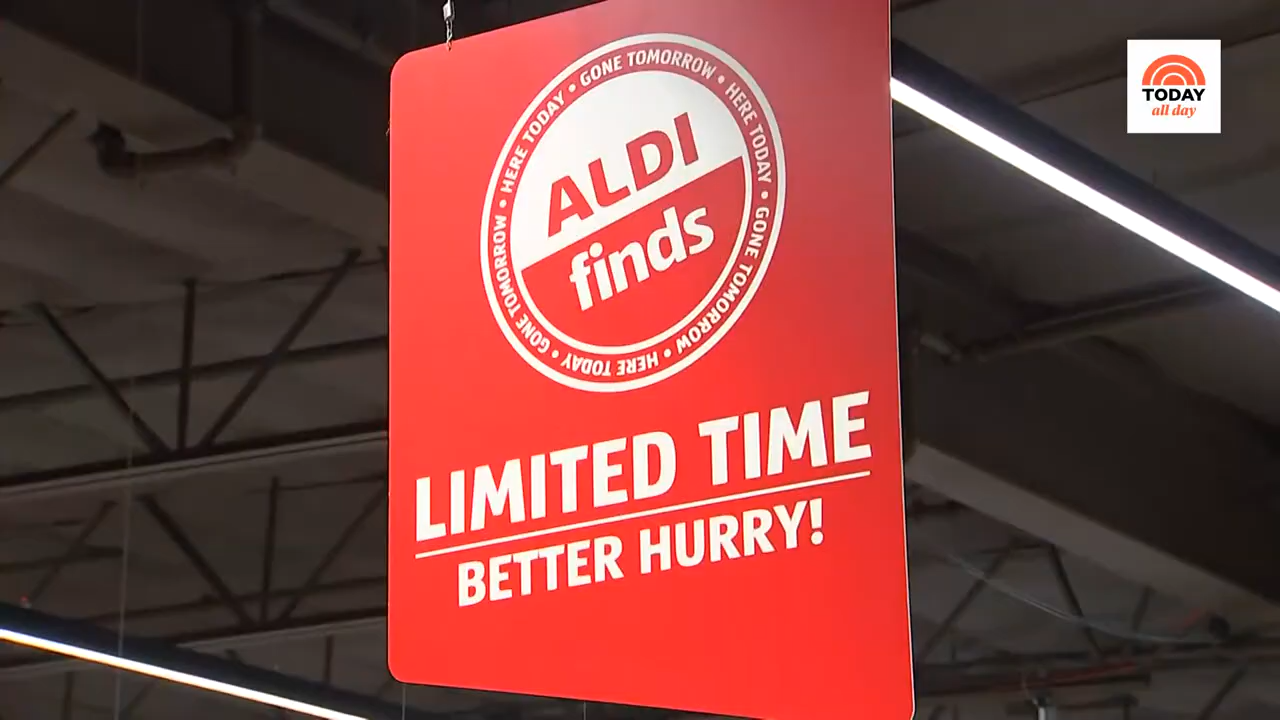 HERE TODAY • GONE TOMORROW • HERE TODAY • GONE TOMORROW • HERE TODAY • GONE TOMORROW •
ALDI
finds
LIMITED TIME
BETTER HURRY!
TODAY
all day